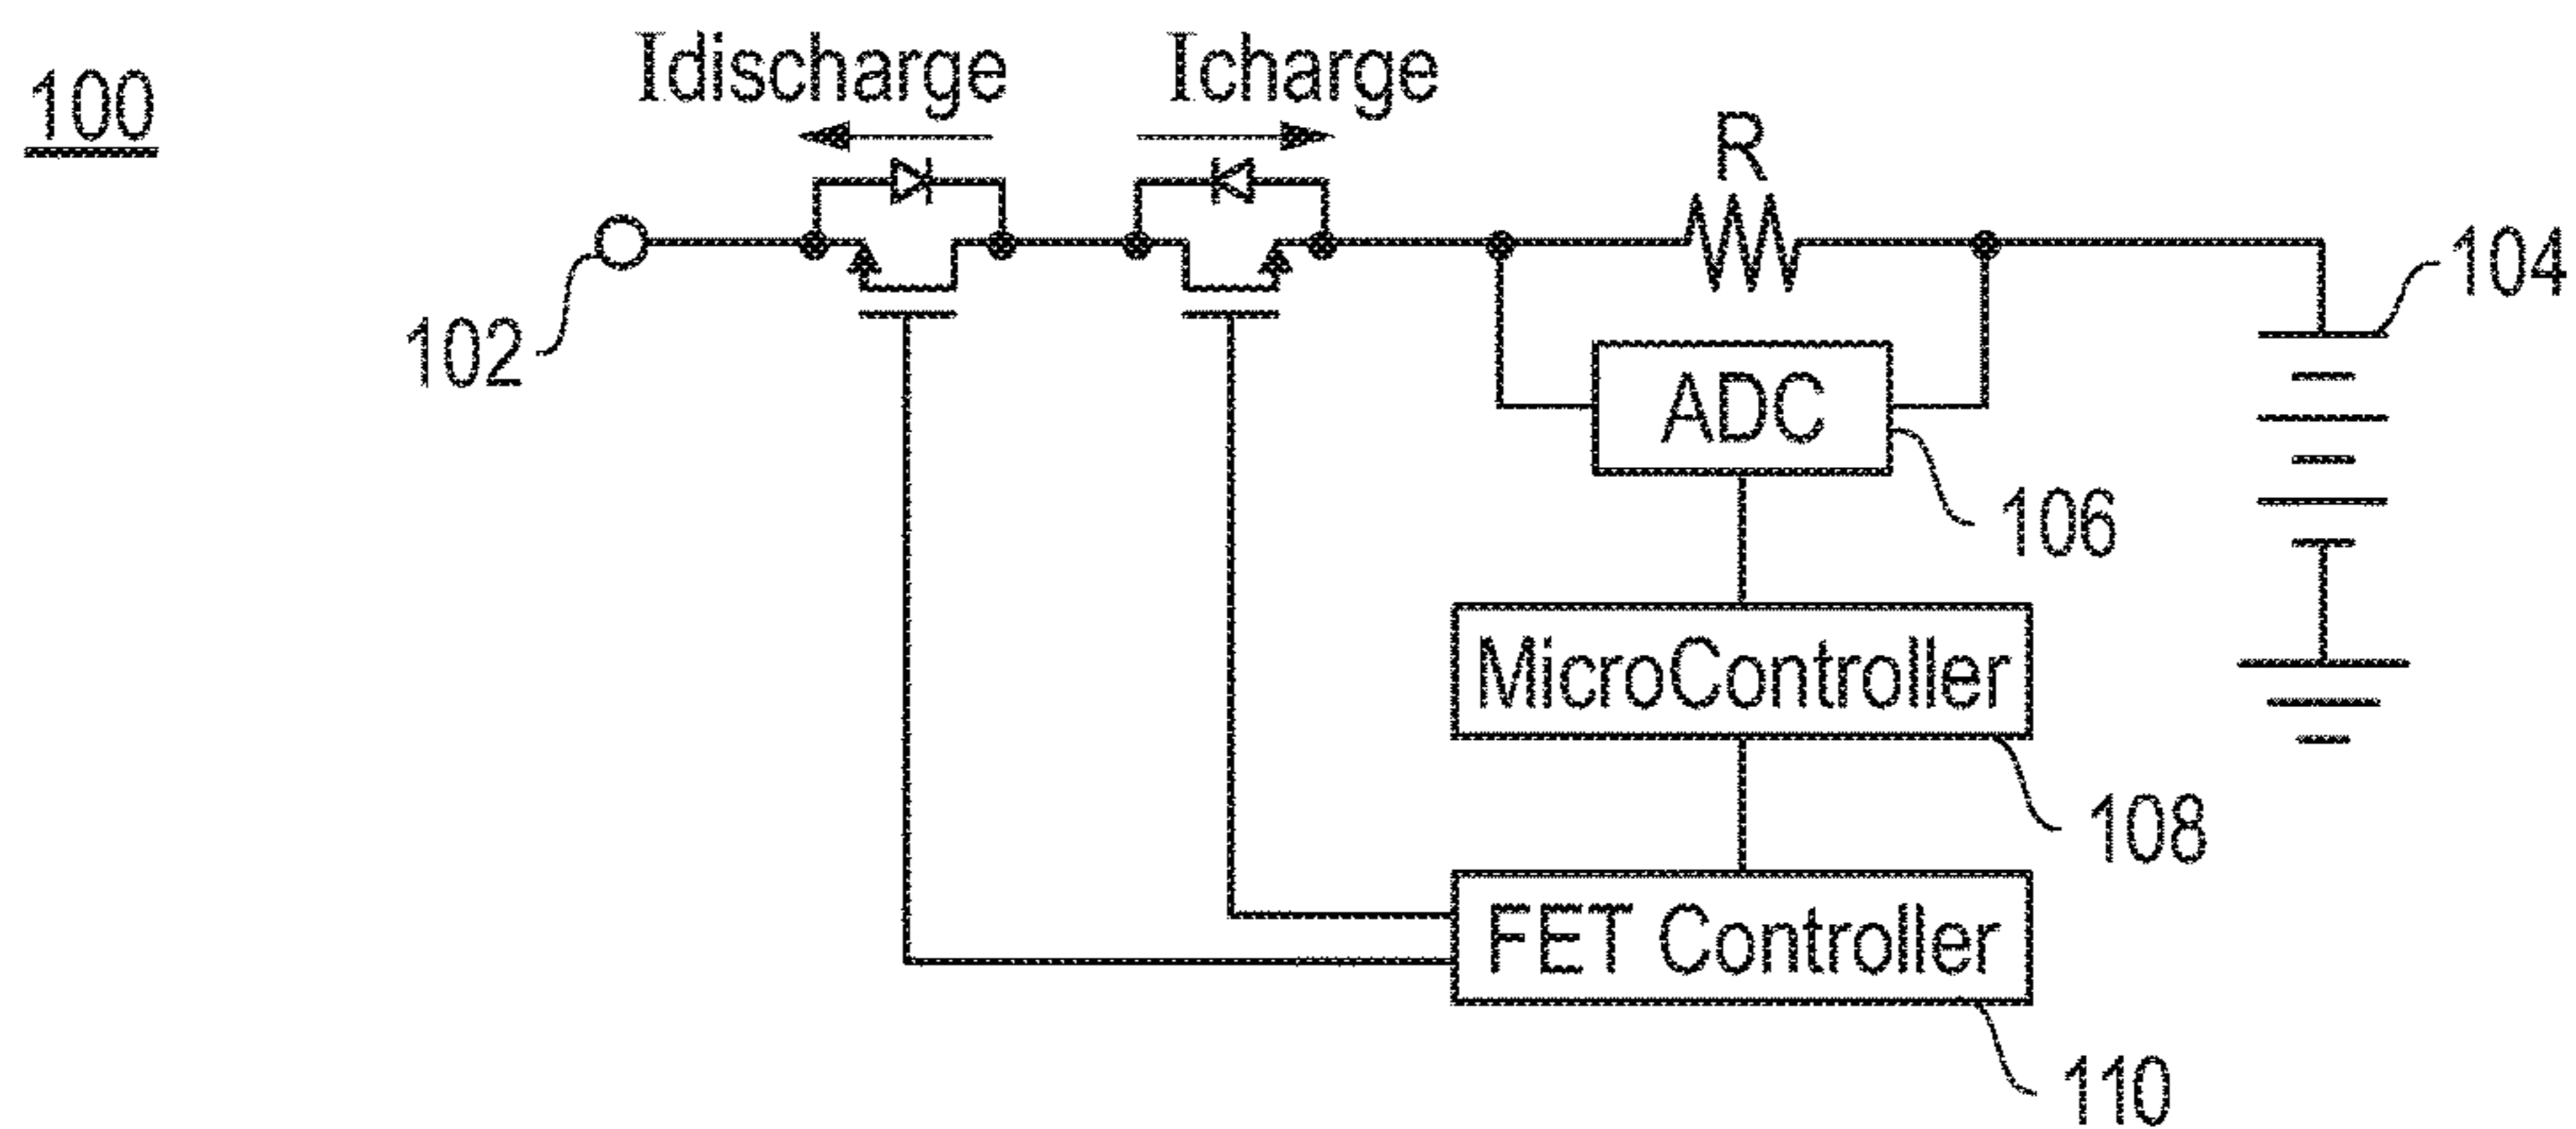 100
Idischarge
Icharge
R
102
104
ADC
106
MicroController
108
FET Controller
110